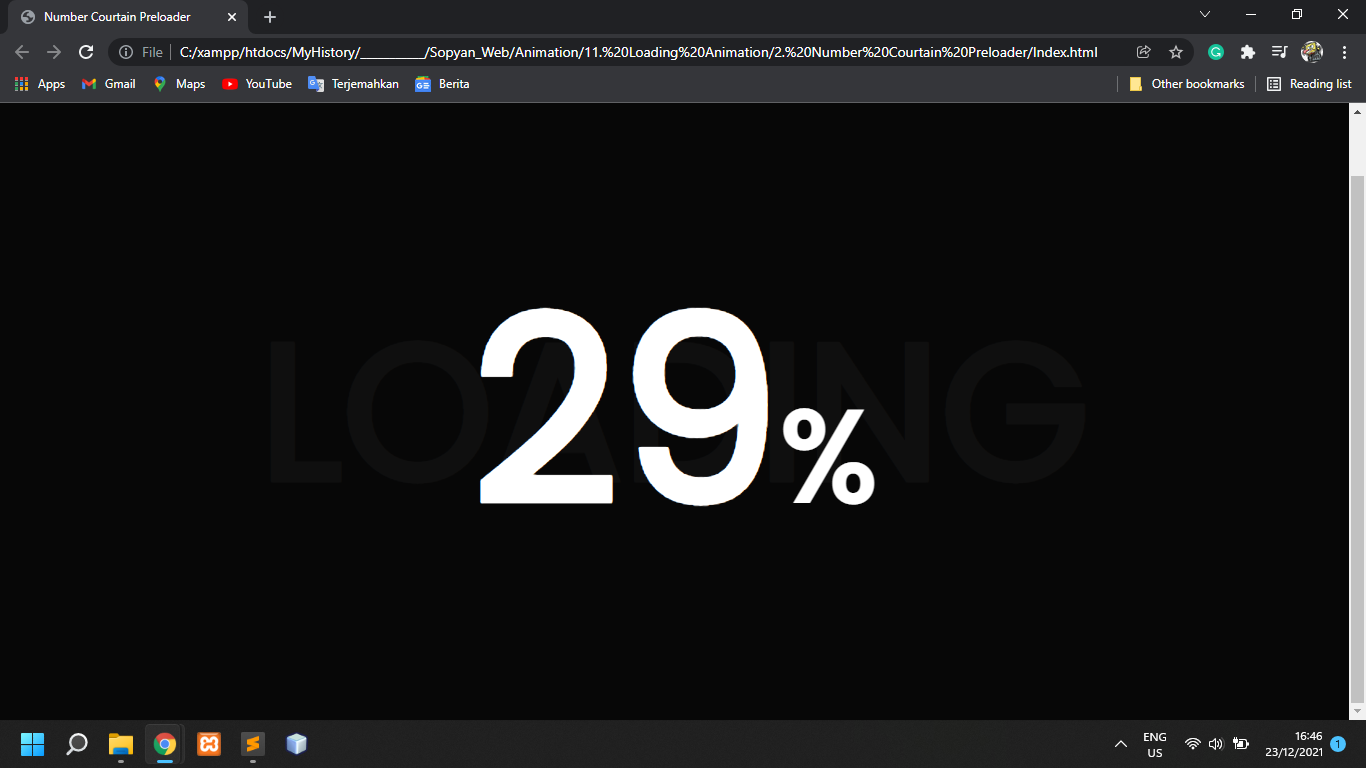 Number Courtain Preloader
File
C:/xampp/htdocs/MyHistory/__________/Sopyan_Web/Animation/11.%20Loading%20Animation/2.%20Number%20Courtain%20Preloader/Index.html
Apps Gmail Maps YouTube Terjemahkan Berita Other bookmarks Reading list
LOADING
29%
ENG
US
16:46
23/12/2021
1